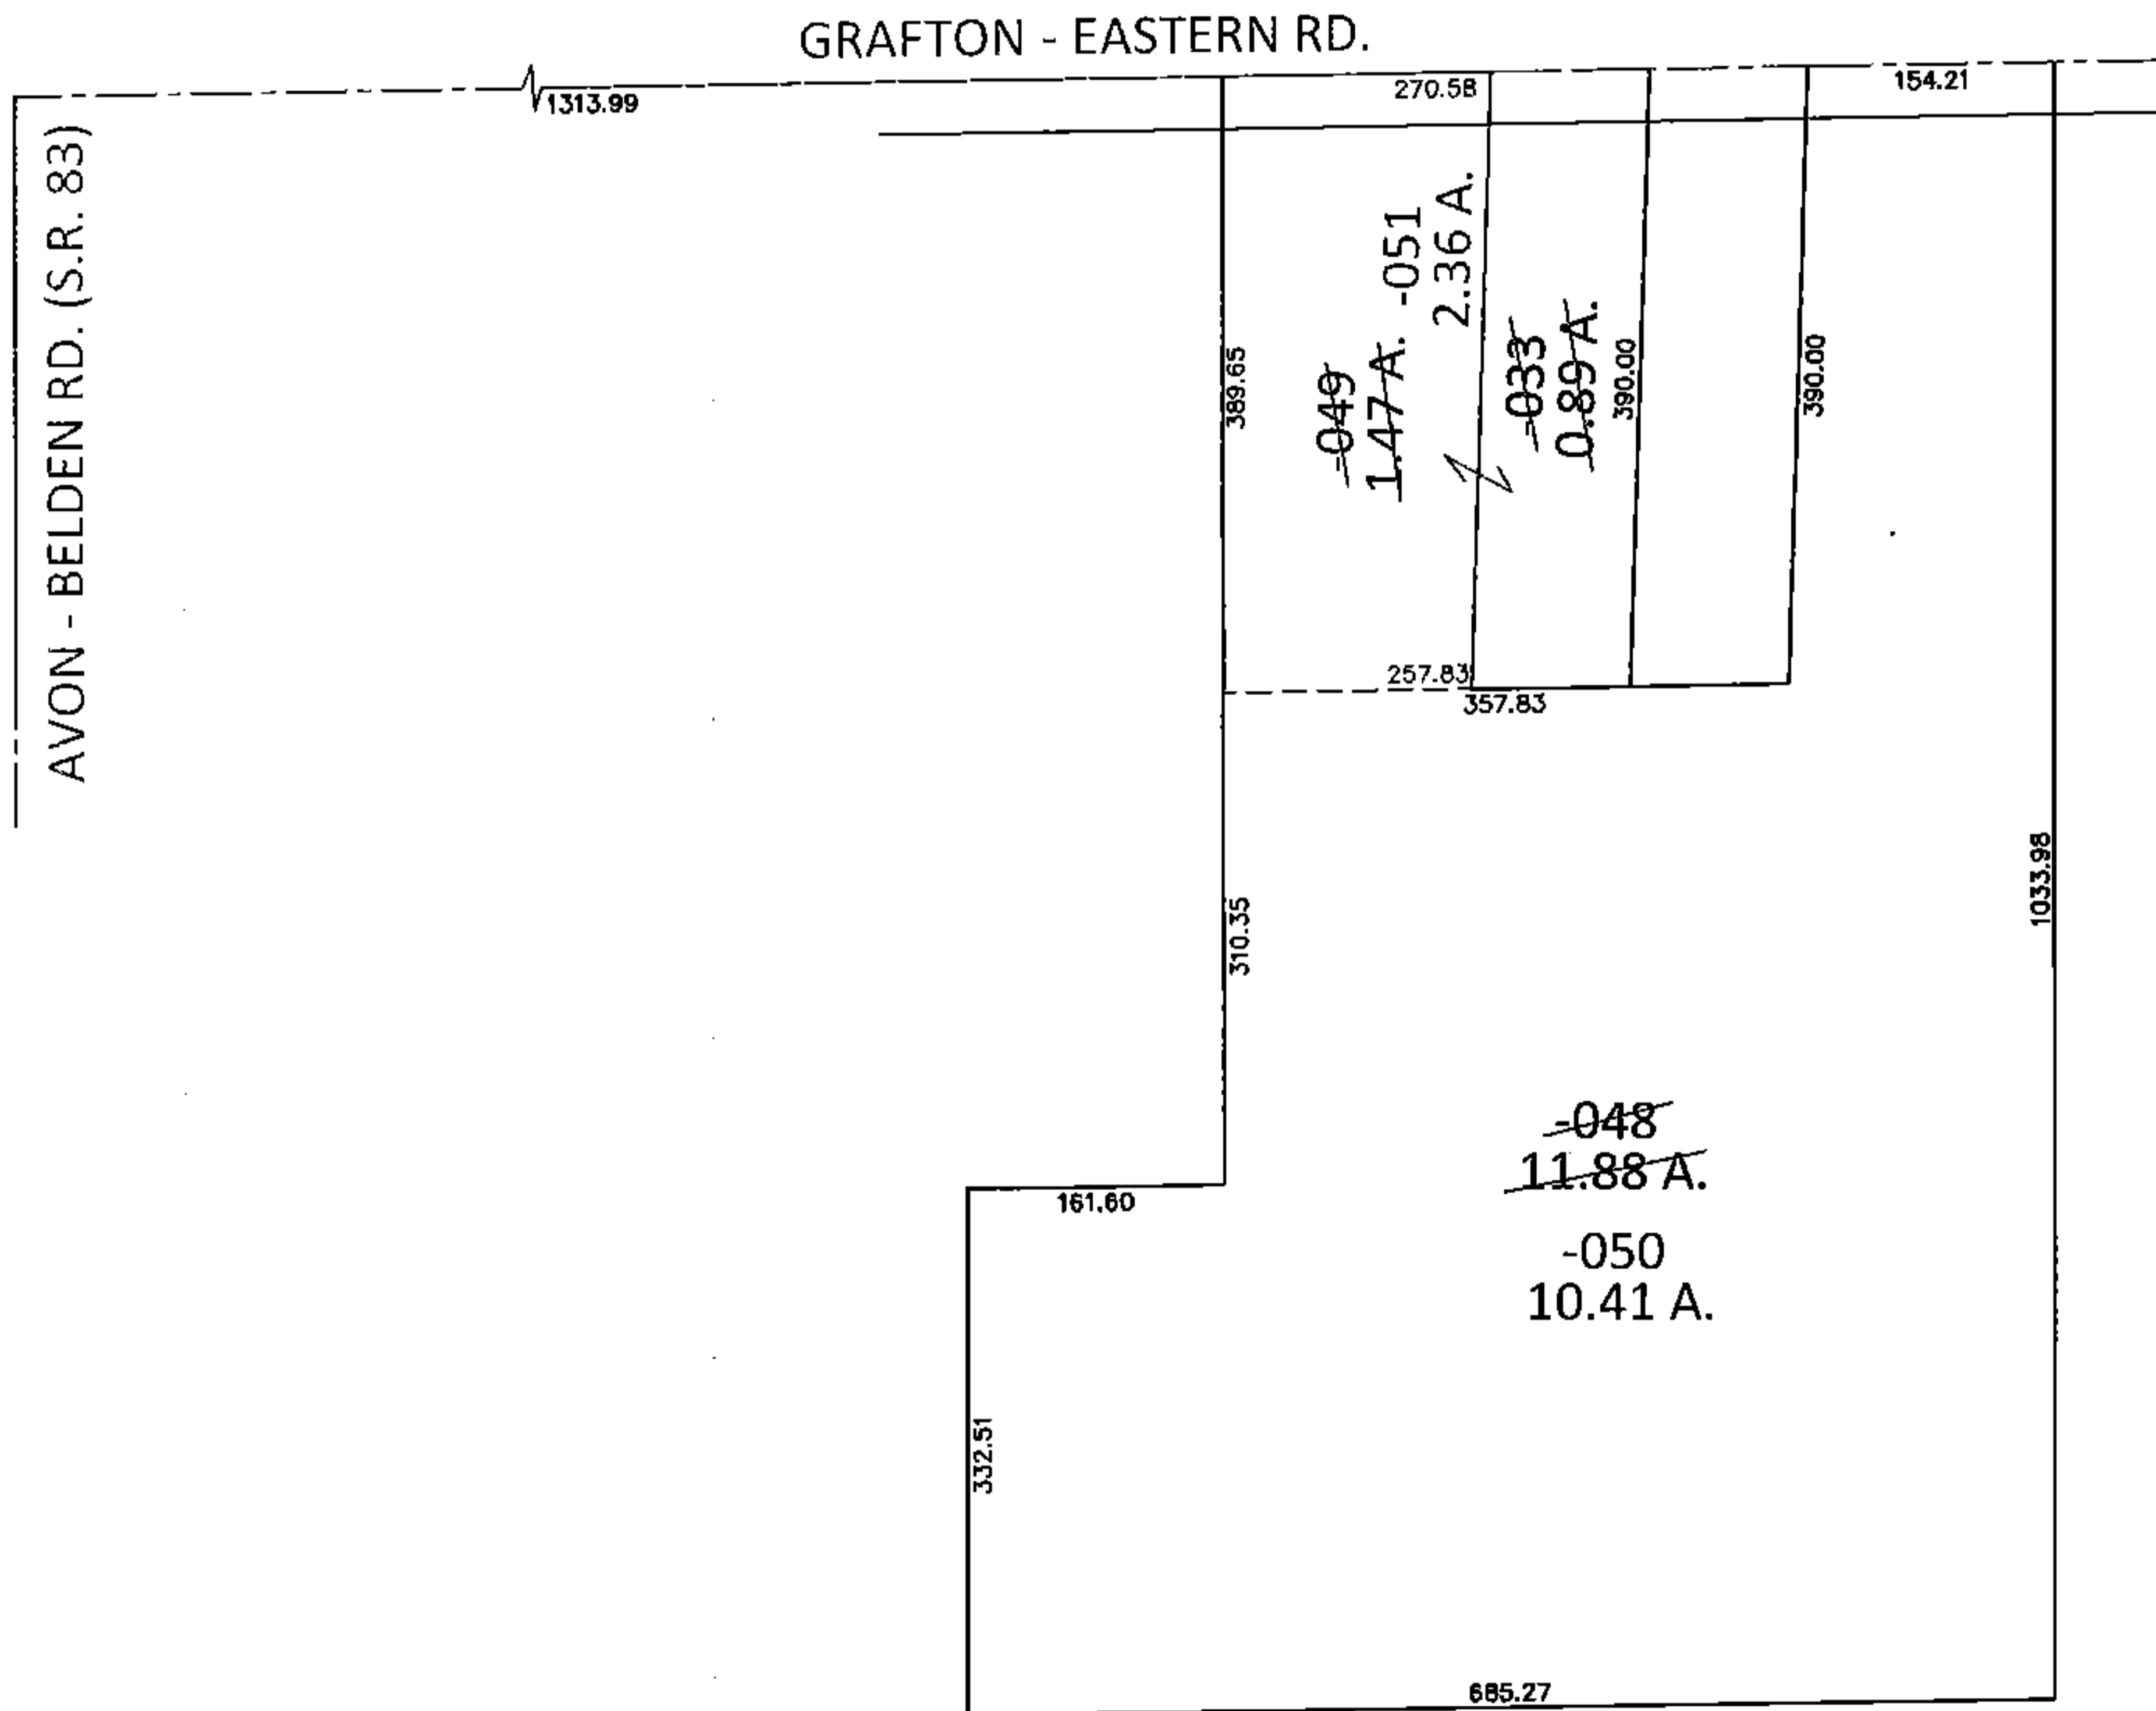 GRAFTON - EASTERN RD.
1313.99
270.58
154.21
AVON - BELDEN RD. (S.R. 83)
389.65
-049
1.47 A.
-051
2.36 A.
-033
0.89 A.
390.00
390.00
257.83
357.83
310.35
1033.98
-048
11.88 A.
161.60
-050
10.41 A.
332.51
685.27